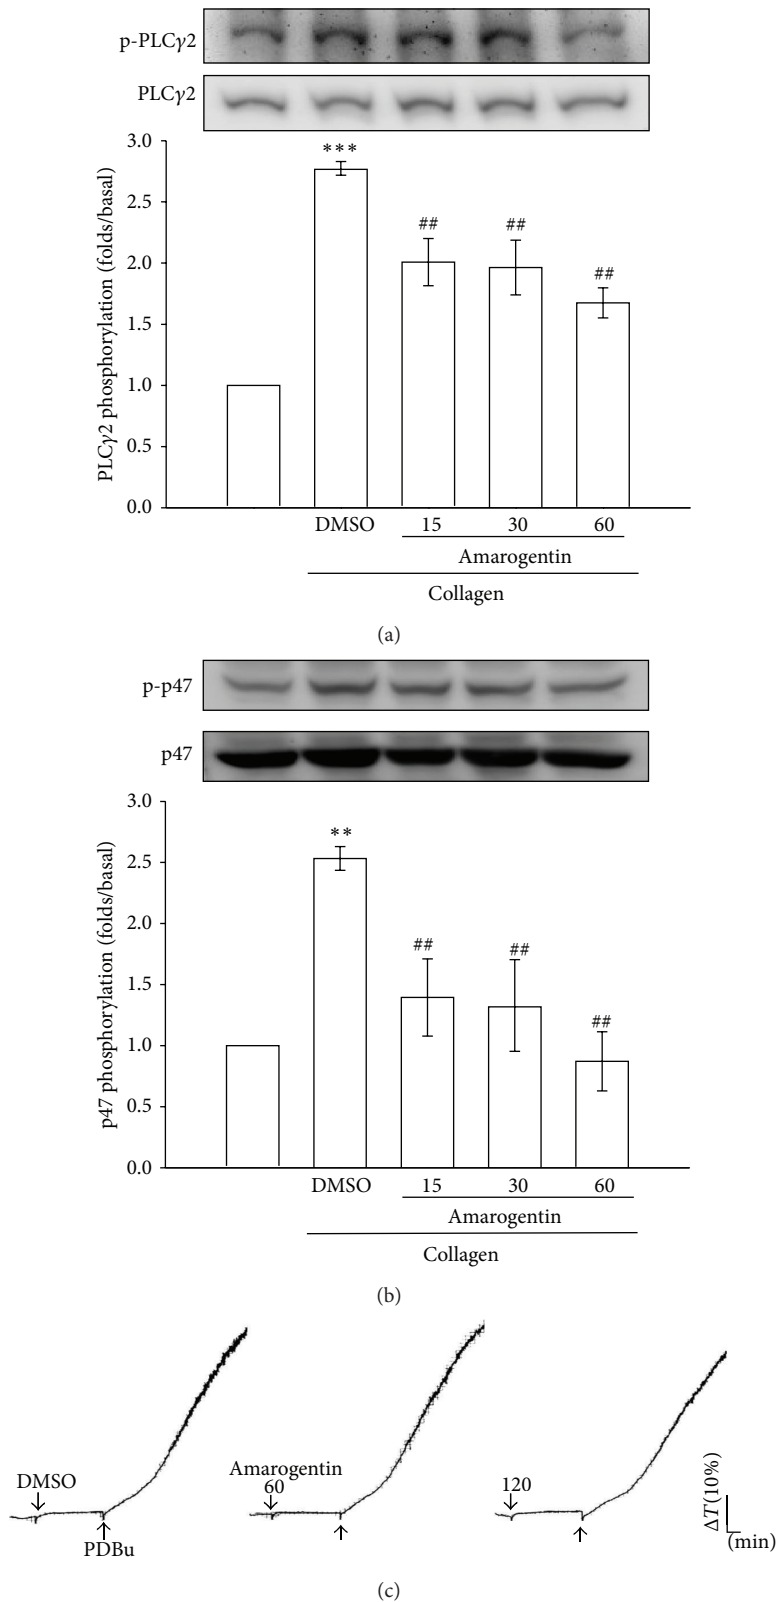 p-PLCγ2
PLCγ2
PLCγ2 phosphorylation (folds/basal)
3.0
2.5
2.0
1.5
1.0
0.5
0.0
***
##
##
##
DMSO 15 30 60
Amarogentin
Collagen
(a)
p-p47
p47
p47 phosphorylation (folds/basal)
3.0
2.5
2.0
1.5
1.0
0.5
0.0
**
##
##
##
DMSO 15 30 60
Amarogentin
Collagen
(b)
DMSO
PDBu
Amarogentin
60
120
ΔT(10%)
(min)
(c)